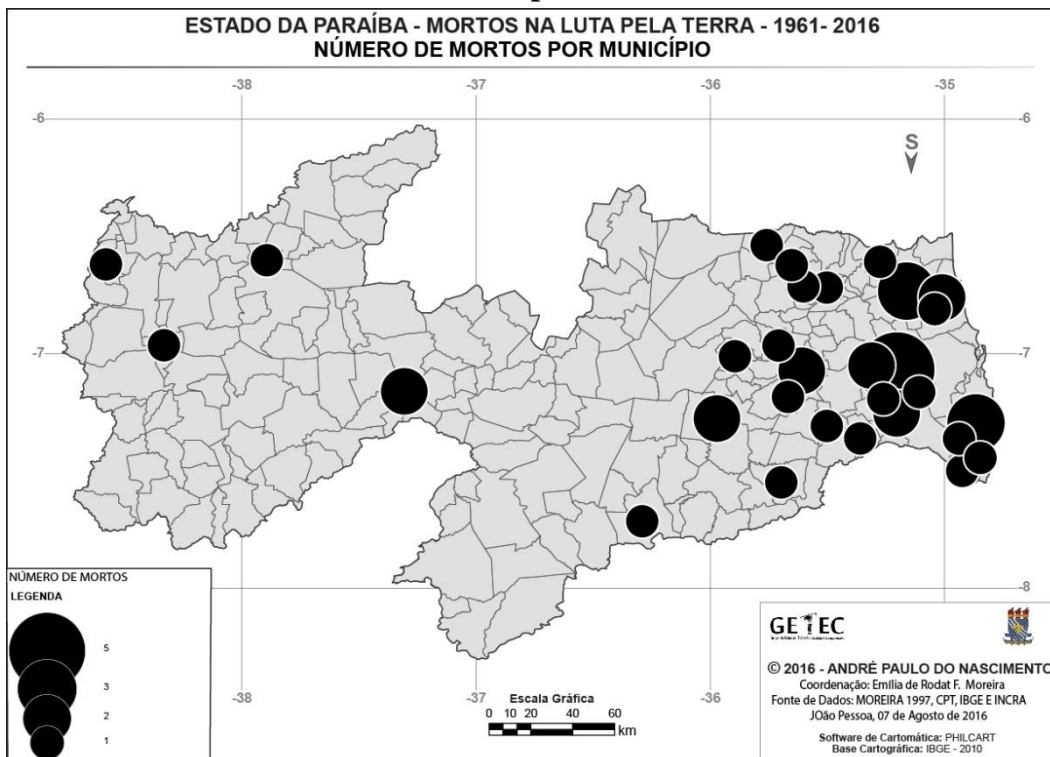 ESTADO DA PARAÍBA - MORTOS NA LUTA PELA TERRA - 1961- 2016
NÚMERO DE MORTOS POR MUNICÍPIO
-38
-37
-36
-35
-6
-6
S
-7
-7
-8
-8
NÚMERO DE MORTOS
LEGENDA
5
3
2
1
-38
-37
-36
Escala Gráfica
0 10 20 40 60
km
GETEC
© 2016 - ANDRÉ PAULO DO NASCIMENTO
Coordenação: Emília de Rodat F. Moreira
Fonte de Dados: MOREIRA 1997, CPT, IBGE E INCRA
JOão Pessoa, 07 de Agosto de 2016
Software de Cartomática: PHILCART
Base Cartográfica: IBGE - 2010